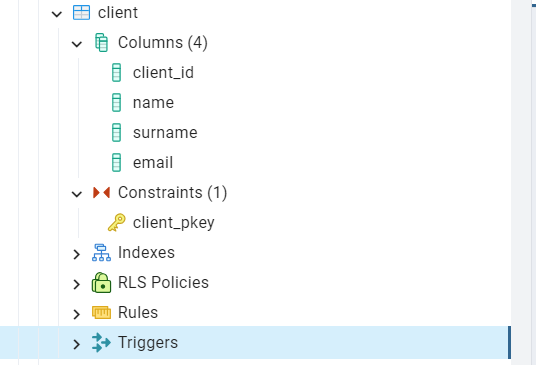 client
Columns (4)
client_id
name
surname
email
Constraints (1)
client_pkey
Indexes
RLS Policies
Rules
Triggers